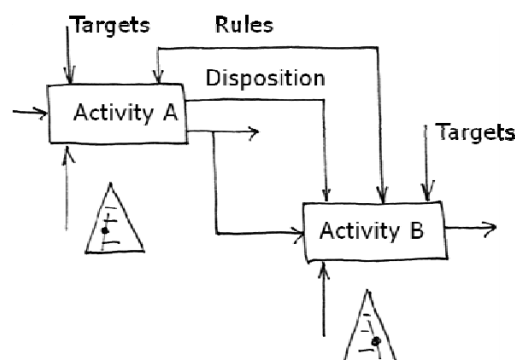 Targets
Rules
Disposition
Activity A
Targets
Activity B